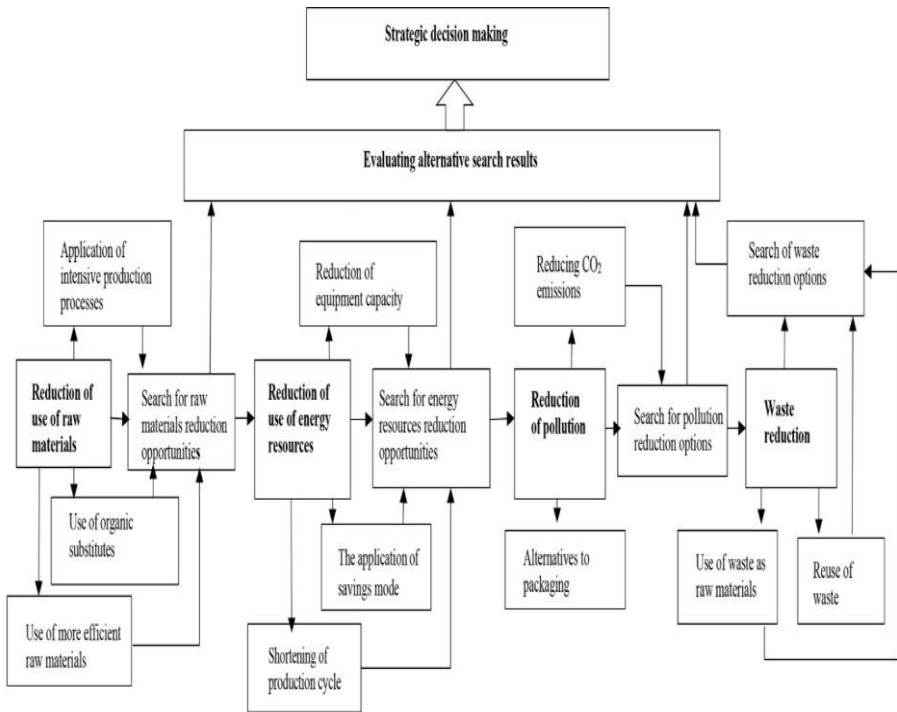 Strategic decision making
Evaluating alternative search results
Application of
intensive production
processes
Reduction of
equipment capacity
Reducing CO₂
emissions
Search of waste
reduction options
Reduction of
use of raw
materials
Search for raw
materials reduction
opportunities
Reduction of
use of energy
resources
Search for energy
resources reduction
opportunities
Reduction
of pollution
Search for pollution
reduction options
Waste
reduction
Use of organic
substitutes
The application of
savings mode
Alternatives to
packaging
Use of waste as
raw materials
Reuse of
waste
Use of more efficient
raw materials
Shortening of
production cycle